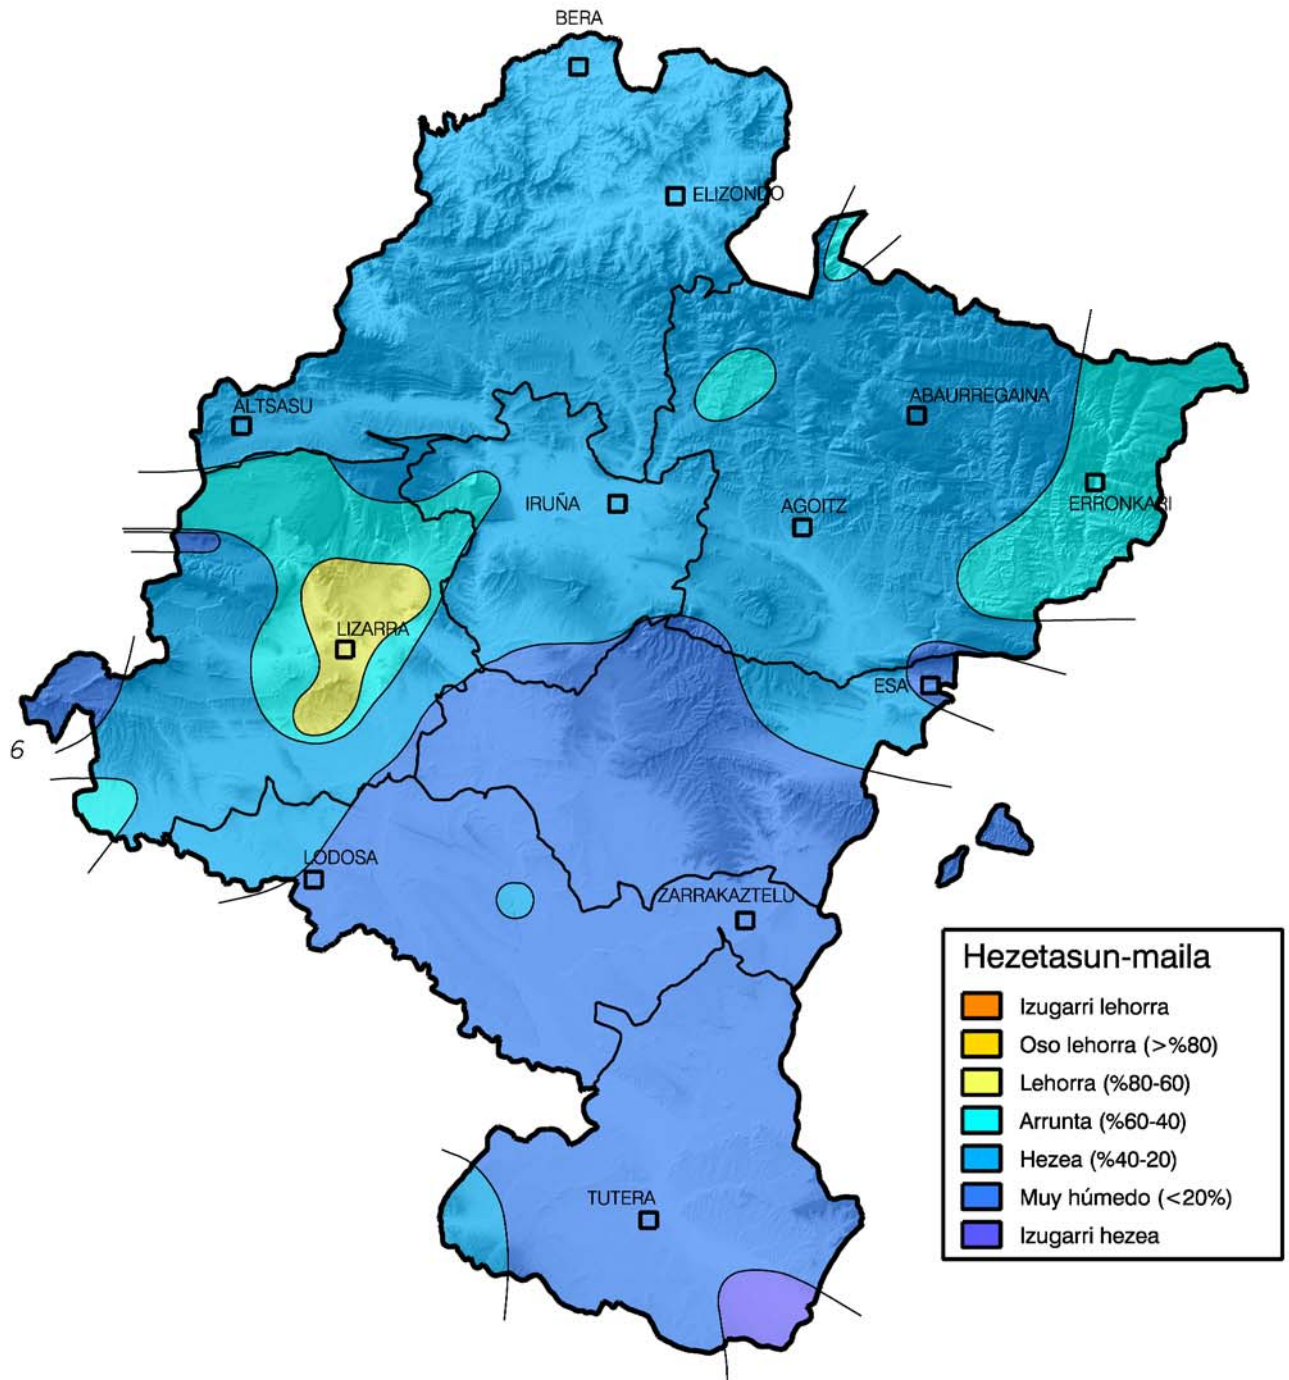 BERA
ELIZONDO
ALTSASU
ABAURREGAINA
IRUÑA
AGOITZ
ERRONKARI
LIZARRA
ESA
6
LODOSA
ZARRAKAZTELU
TUTERA
Hezetasun-maila
Izugarri lehorra
Oso lehorra (>%80)
Lehorra (%80-60)
Arrunta (%60-40)
Hezea (%40-20)
Muy húmedo (<20%)
Izugarri hezea